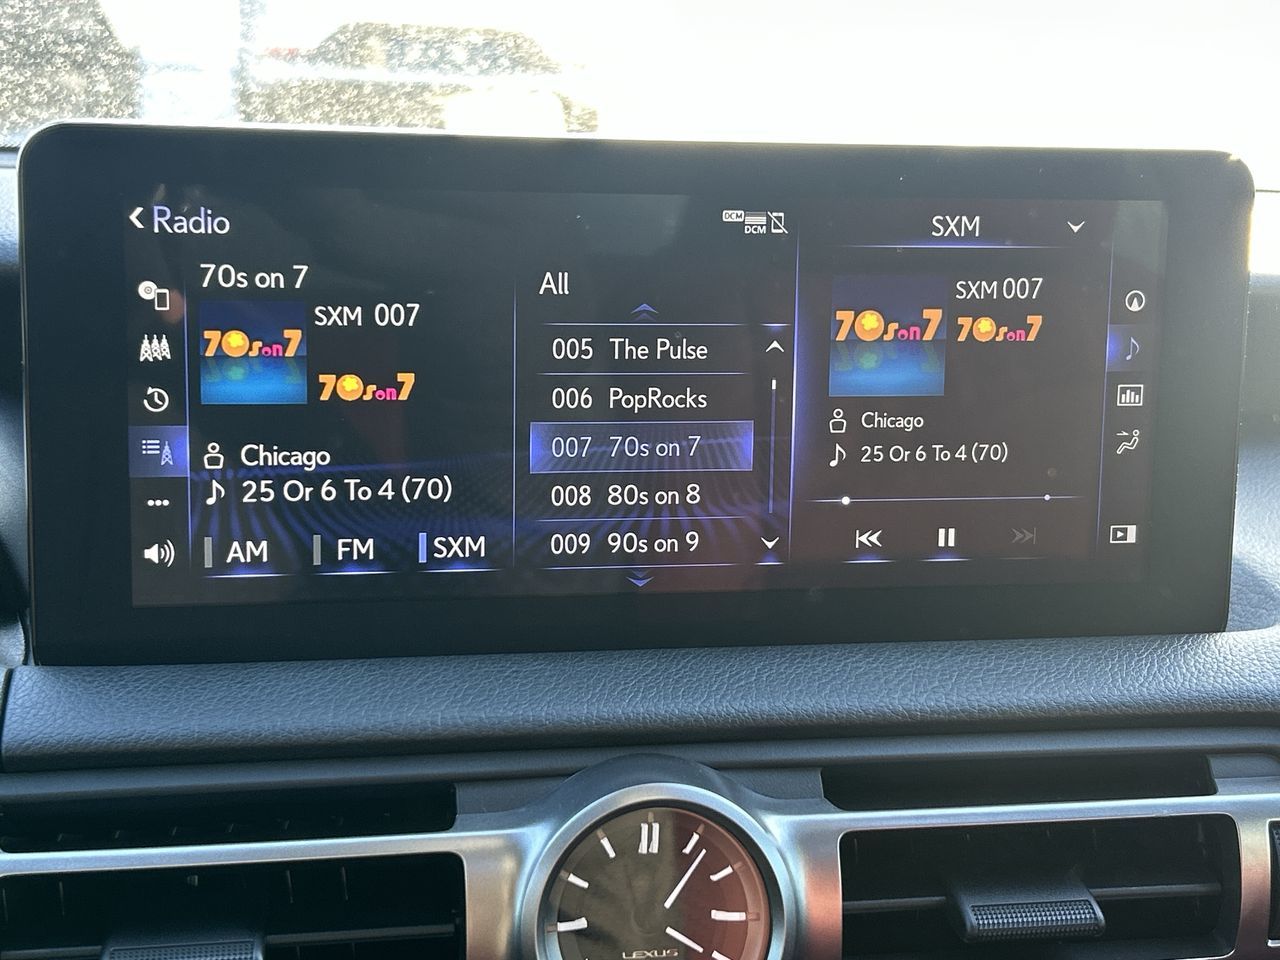 Radio
DCM
DCM
70s on 7
70s on 7
SXM 007
70s on 7
Chicago
25 Or 6 To 4 (70)
AM
FM
SXM
All
005 The Pulse
006 PopRocks
007 70s on 7
008 80s on 8
009 90s on 9
SXM
70s on 7
SXM 007
70s on 7
Chicago
25 Or 6 To 4 (70)
LEXUS